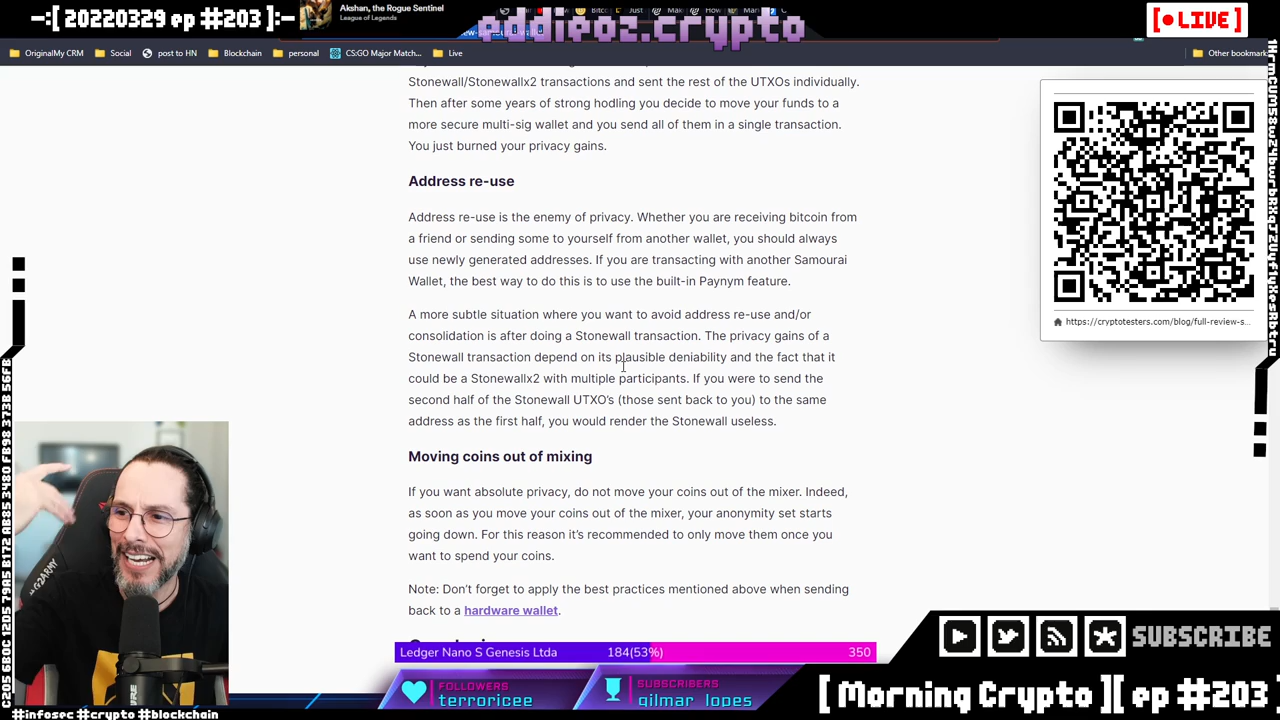 -:[ 20220329 ep #203 ]:-
Akshan, the Rogue Sentinel
League of Legends
eddieoz.crypto
[ • LIVE ]
OriginalMy CRM
Social
post to HN
Blockchain
personal
CS:GO Major Match...
Live
Other bookmark
Stonewall/Stonewallx2 transactions and sent the rest of the UTXOs individually.
Then after some years of strong hodling you decide to move your funds to a
more secure multi-sig wallet and you send all of them in a single transaction.
You just burned your privacy gains.
Address re-use
Address re-use is the enemy of privacy. Whether you are receiving bitcoin from
a friend or sending some to yourself from another wallet, you should always
use newly generated addresses. If you are transacting with another Samourai
Wallet, the best way to do this is to use the built-in Paynym feature.
A more subtle situation where you want to avoid address re-use and/or
consolidation is after doing a Stonewall transaction. The privacy gains of a
Stonewall transaction depend on its plausible deniability and the fact that it
could be a Stonewallx2 with multiple participants. If you were to send the
second half of the Stonewall UTXO's (those sent back to you) to the same
address as the first half, you would render the Stonewall useless.
Moving coins out of mixing
If you want absolute privacy, do not move your coins out of the mixer. Indeed,
as soon as you move your coins out of the mixer, your anonymity set starts
going down. For this reason it's recommended to only move them once you
want to spend your coins.
Note: Don't forget to apply the best practices mentioned above when sending
back to a hardware wallet.
https://cryptotesters.com/blog/full-review-s...
Ledger Nano S Genesis Ltda 184(53%) 350
FOLLOWERS
terroricee
SUBSCRIBERS
gilmar_lopes
SUBSCRIBE
[ Morning Crypto ][ ep #203 ]
#infosec #crypto #blockchain